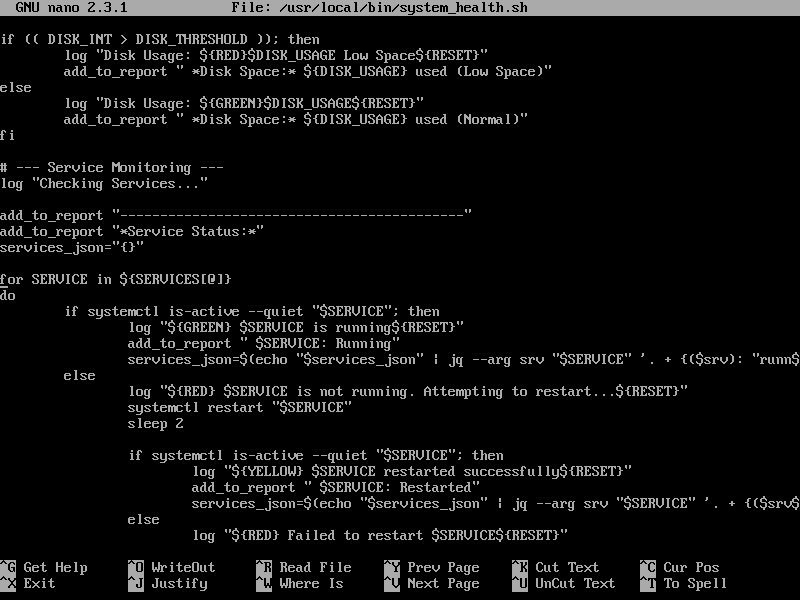 GNU nano 2.3.1 File: /usr/local/bin/system_health.sh
if (( DISK_INT > DISK_THRESHOLD )); then
log "Disk Usage: ${RED}$DISK_USAGE Low Space${RESET}"
add_to_report " *Disk Space:* ${DISK_USAGE} used (Low Space)"
else
log "Disk Usage: ${GREEN}$DISK_USAGE${RESET}"
add_to_report " *Disk Space:* ${DISK_USAGE} used (Normal)"
fi
# --- Service Monitoring ---
log "Checking Services..."
add_to_report "-------------------------------------------"
add_to_report "*Service Status:*"
services_json="{}"
for SERVICE in ${SERVICES[@]}
do
if systemctl is-active --quiet "$SERVICE"; then
log "${GREEN} $SERVICE is running${RESET}"
add_to_report " $SERVICE: Running"
services_json=$(echo "$services_json" | jq --arg srv "$SERVICE" '. + {($srv): "runn$
else
log "${RED} $SERVICE is not running. Attempting to restart...${RESET}"
systemctl restart "$SERVICE"
sleep 2
if systemctl is-active --quiet "$SERVICE"; then
log "${YELLOW} $SERVICE restarted successfully${RESET}"
add_to_report " $SERVICE: Restarted"
services_json=$(echo "$services_json" | jq --arg srv "$SERVICE" '. + {($srv$
else
log "${RED} Failed to restart $SERVICE${RESET}"
^G Get Help ^O WriteOut ^R Read File ^Y Prev Page ^K Cut Text ^C Cur Pos
^X Exit ^J Justify ^W Where Is ^V Next Page ^U UnCut Text ^T To Spell